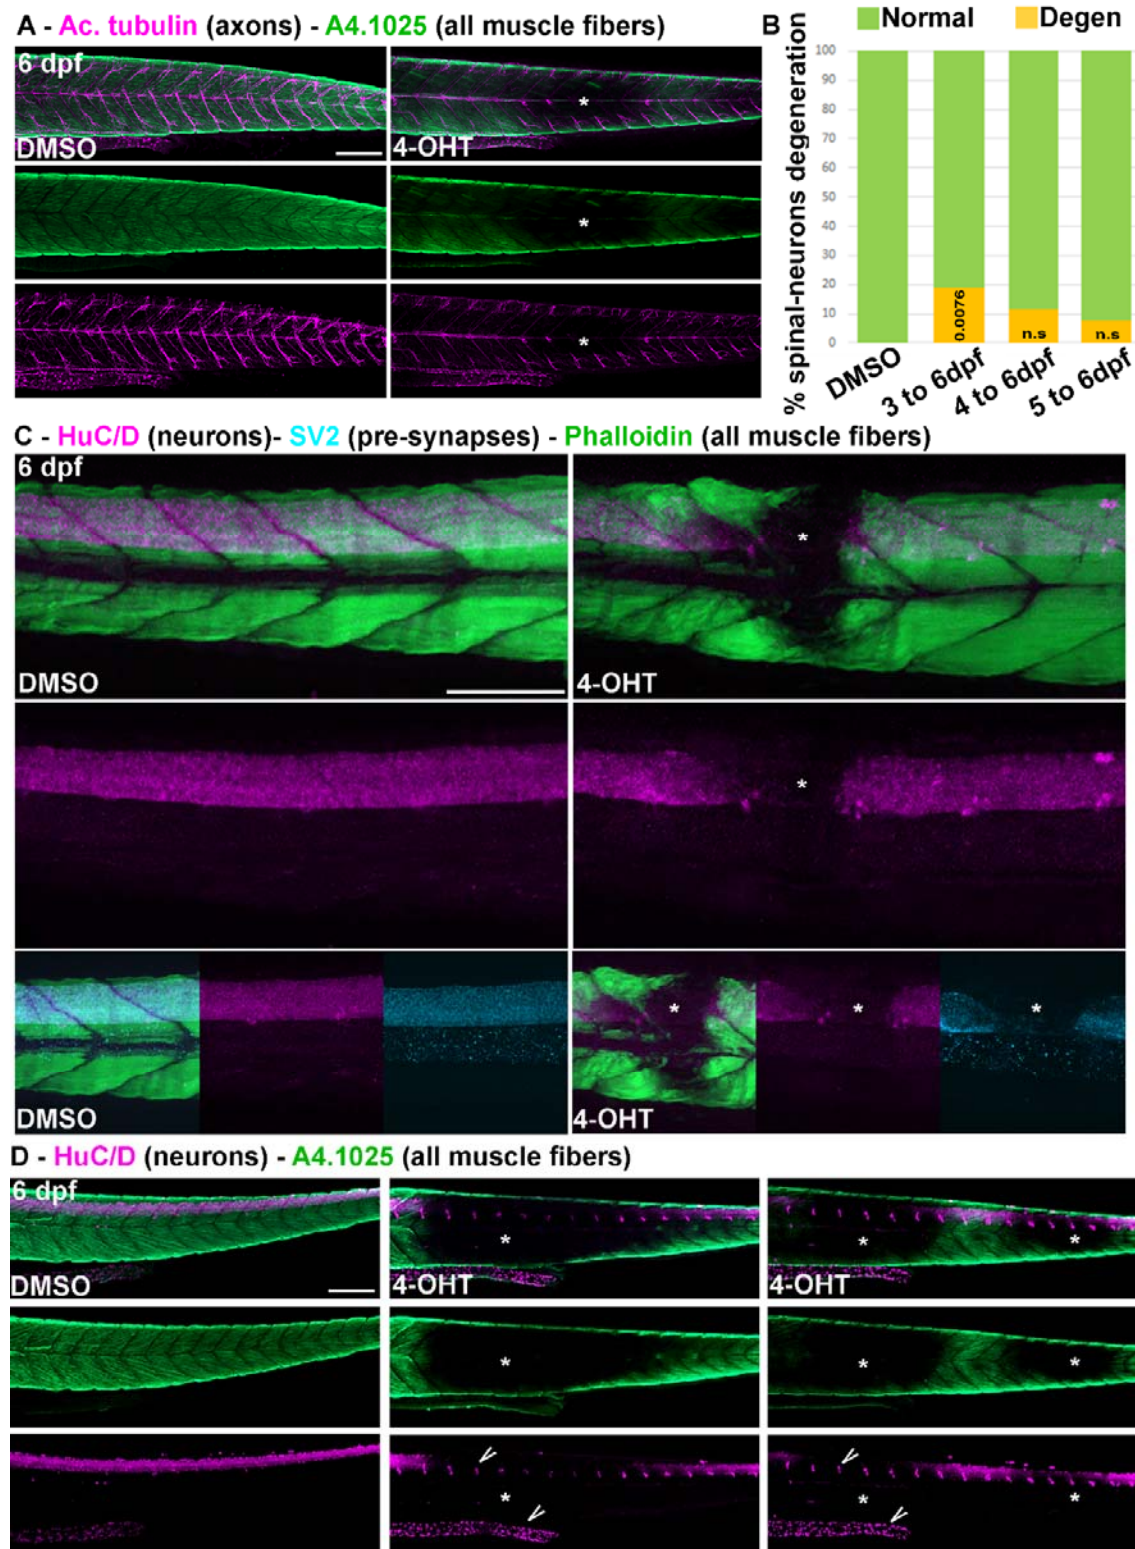 A - Ac. tubulin (axons) - A4.1025 (all muscle fibers)
6 dpf
DMSO
4-OHT
*
*
*
B
Normal
Degen
% spinal-neurons degeneration
100
90
80
70
60
50
40
30
20
10
0
0.0076
n.s
n.s
DMSO
3 to 6dpf
4 to 6dpf
5 to 6dpf
C - HuC/D (neurons)- SV2 (pre-synapses) - Phalloidin (all muscle fibers)
6 dpf
*
DMSO
4-OHT
*
* * *
DMSO
4-OHT
D - HuC/D (neurons) - A4.1025 (all muscle fibers)
6 dpf
* * *
DMSO
4-OHT
4-OHT
* * *
* * *